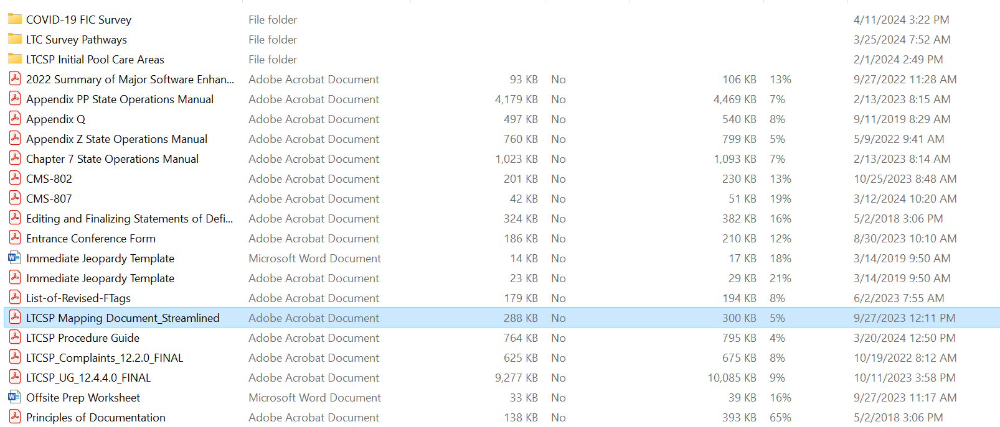 COVID-19 FIC Survey File folder 4/11/2024 3:22 PM
LTC Survey Pathways File folder 3/25/2024 7:52 AM
LTCSP Initial Pool Care Areas File folder 2/1/2024 2:49 PM
2022 Summary of Major Software Enhan... Adobe Acrobat Document 93 KB No 106 KB 13% 9/27/2022 11:28 AM
Appendix PP State Operations Manual Adobe Acrobat Document 4,179 KB No 4,469 KB 7% 2/13/2023 8:15 AM
Appendix Q Adobe Acrobat Document 497 KB No 540 KB 8% 9/11/2019 8:29 AM
Appendix Z State Operations Manual Adobe Acrobat Document 760 KB No 799 KB 5% 5/9/2022 9:41 AM
Chapter 7 State Operations Manual Adobe Acrobat Document 1,023 KB No 1,093 KB 7% 2/13/2023 8:14 AM
CMS-802 Adobe Acrobat Document 201 KB No 230 KB 13% 10/25/2023 8:48 AM
CMS-807 Adobe Acrobat Document 42 KB No 51 KB 19% 3/12/2024 10:20 AM
Editing and Finalizing Statements of Defi... Adobe Acrobat Document 324 KB No 382 KB 16% 5/2/2018 3:06 PM
Entrance Conference Form Adobe Acrobat Document 186 KB No 210 KB 12% 8/30/2023 10:10 AM
Immediate Jeopardy Template Microsoft Word Document 14 KB No 17 KB 18% 3/14/2019 9:50 AM
Immediate Jeopardy Template Adobe Acrobat Document 23 KB No 29 KB 21% 3/14/2019 9:50 AM
List-of-Revised-FTags Adobe Acrobat Document 179 KB No 194 KB 8% 6/2/2023 7:55 AM
LTCSP Mapping Document_Streamlined Adobe Acrobat Document 288 KB No 300 KB 5% 9/27/2023 12:11 PM
LTCSP Procedure Guide Adobe Acrobat Document 764 KB No 795 KB 4% 3/20/2024 12:50 PM
LTCSP_Complaints_12.2.0_FINAL Adobe Acrobat Document 625 KB No 675 KB 8% 10/19/2022 8:12 AM
LTCSP_UG_12.4.4.0_FINAL Adobe Acrobat Document 9,277 KB No 10,085 KB 9% 10/11/2023 3:58 PM
Offsite Prep Worksheet Microsoft Word Document 33 KB No 39 KB 16% 9/27/2023 11:17 AM
Principles of Documentation Adobe Acrobat Document 138 KB No 393 KB 65% 5/2/2018 3:06 PM